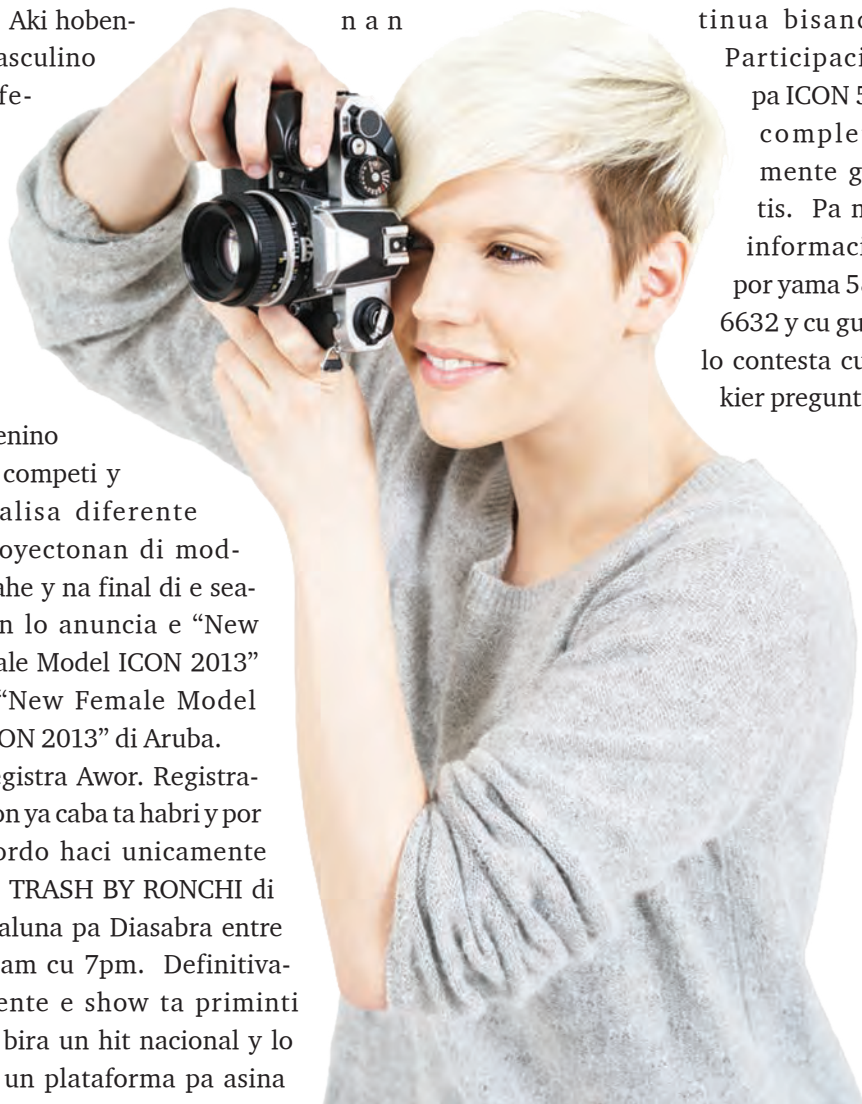 Aki hoben-
asculino
fe-
enino
competi y
alisa diferente
oyectonan di mod-
ahe y na final di e sea-
n lo anuncia e “New
ale Model ICON 2013”
“New Female Model
ON 2013” di Aruba.
egistra Awor. Registra-
on ya caba ta habri y por
ordo haci unicamente
TRASH BY RONCHI di
aluna pa Diasabra entre
am cu 7pm. Definitiva-
ente e show ta priminti
bira un hit nacional y lo
un plataforma pa asina
nan
tinua bisand
Participaci
pa ICON 5
comple
mente g
tis. Pa m
informaci
por yama 58
6632 y cu gu
lo contesta cu
kier pregunt